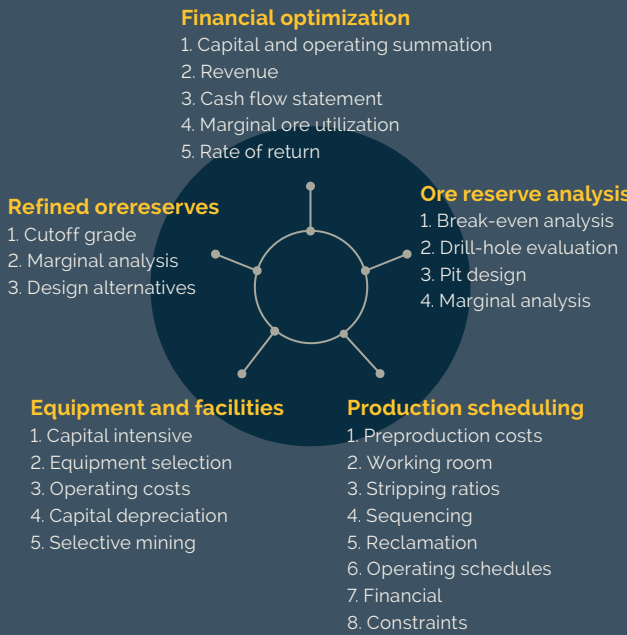 Financial optimization
1. Capital and operating summation
2. Revenue
3. Cash flow statement
4. Marginal ore utilization
5. Rate of return
Refined orereserves
1. Cutoff grade
2. Marginal analysis
3. Design alternatives
Ore reserve analysis
1. Break-even analysis
2. Drill-hole evaluation
3. Pit design
4. Marginal analysis
Equipment and facilities
1. Capital intensive
2. Equipment selection
3. Operating costs
4. Capital depreciation
5. Selective mining
Production scheduling
1. Preproduction costs
2. Working room
3. Stripping ratios
4. Sequencing
5. Reclamation
6. Operating schedules
7. Financial
8. Constraints